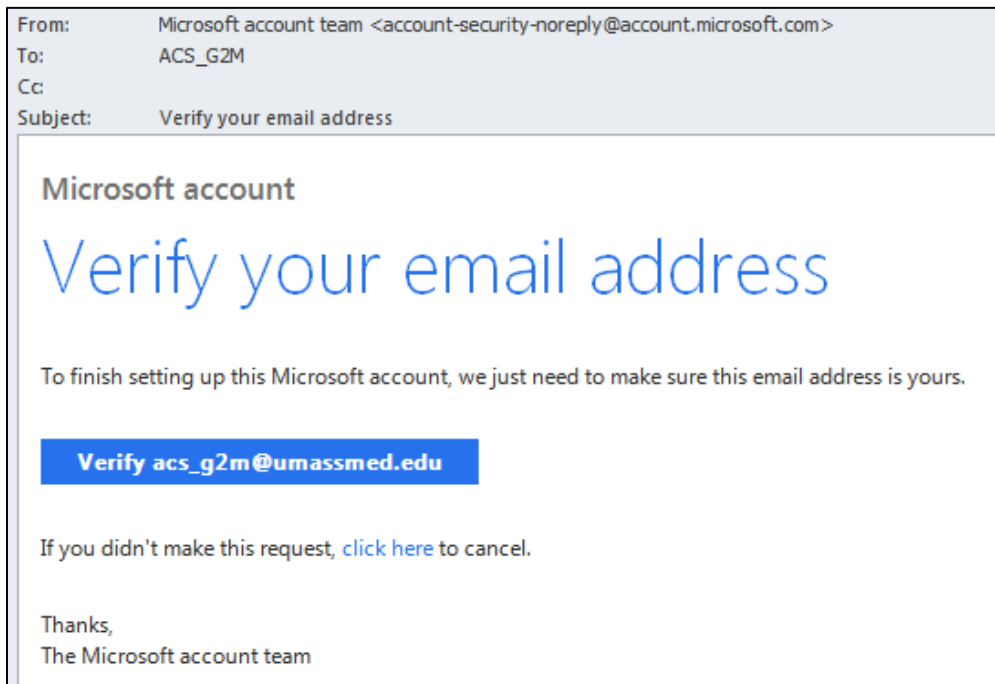 From: Microsoft account team <account-security-noreply@account.microsoft.com>
To: ACS_G2M
Cc:
Subject: Verify your email address
Microsoft account
Verify your email address
To finish setting up this Microsoft account, we just need to make sure this email address is yours.
Verify acs_g2m@umassmed.edu
If you didn't make this request, click here to cancel.
Thanks,
The Microsoft account team